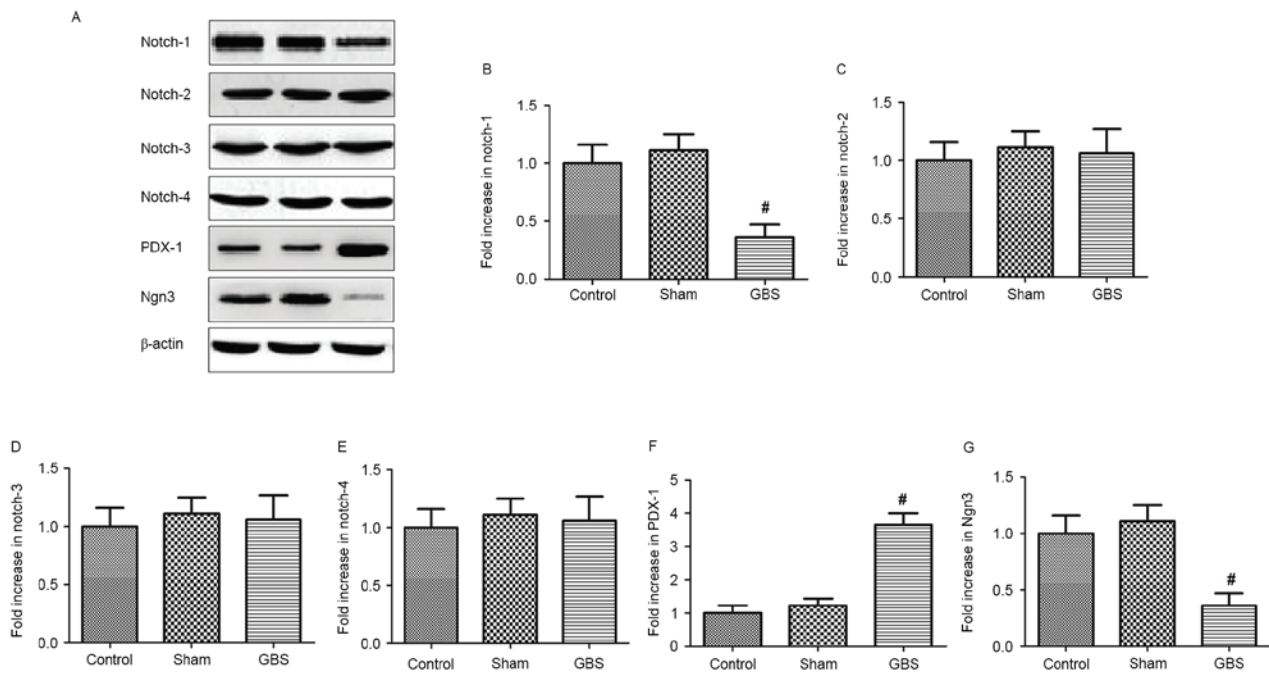 A
Notch-1
Notch-2
Notch-3
Notch-4
PDX-1
Ngn3
β-actin
B
Fold increase in notch-1
1.5
1.0
0.5
0.0
#
Control Sham GBS
C
Fold increase in notch-2
1.5
1.0
0.5
0.0
Control Sham GBS
D
Fold increase in notch-3
1.5
1.0
0.5
0.0
Control Sham GBS
E
Fold increase in notch-4
1.5
1.0
0.5
0.0
Control Sham GBS
F
Fold increase in PDX-1
5
4
3
2
1
0
#
Control Sham GBS
G
Fold increase in Ngn3
1.5
1.0
0.5
0.0
#
Control Sham GBS